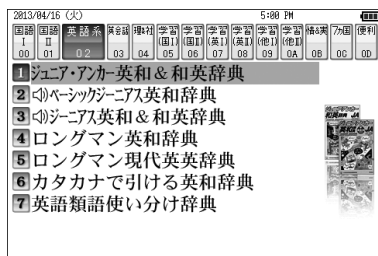 2013/04/16 (火) 5:00 PM
国語Ⅰ 国語Ⅱ 英語系 英会話 理・社 学習(国Ⅰ) 学習(国Ⅱ) 学習(英Ⅰ) 学習(英Ⅱ) 学習(他Ⅰ) 学習(他Ⅱ) 7カ国 便利
00 01 02 03 04 05 06 07 08 09 0A 0B 0C 0D
1 ジュニア・アンカー英和&和英辞典
2 ベーシックジーニアス英和辞典
3 ジーニアス英和&和英辞典
4 ロングマン英和辞典
5 ロングマン現代英英辞典
6 カタカナで引ける英和辞典
7 英語類語使い分け辞典